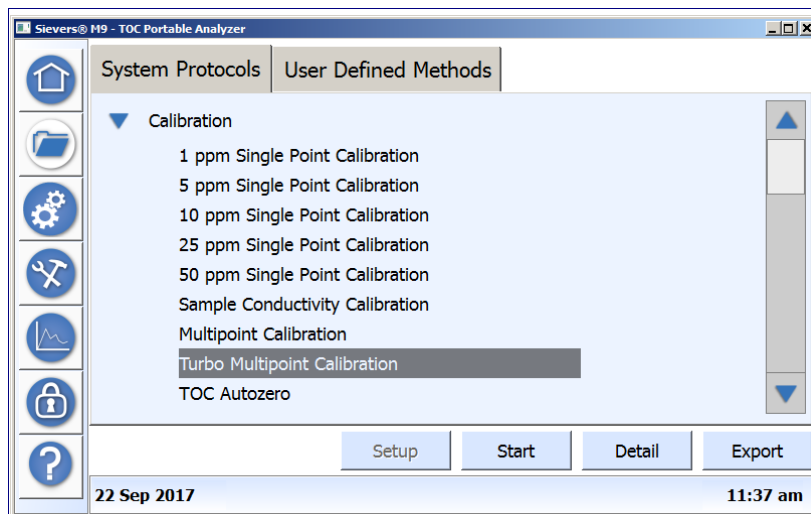 Sievers® M9 - TOC Portable Analyzer
System Protocols User Defined Methods
Calibration
1 ppm Single Point Calibration
5 ppm Single Point Calibration
10 ppm Single Point Calibration
25 ppm Single Point Calibration
50 ppm Single Point Calibration
Sample Conductivity Calibration
Multipoint Calibration
Turbo Multipoint Calibration
TOC Autozero
Setup Start Detail Export
22 Sep 2017 11:37 am